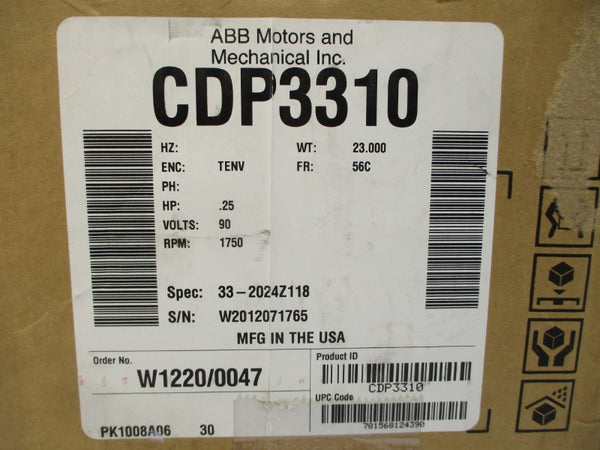 ABB Motors and
Mechanical Inc.
CDP3310
HZ: WT: 23.000
ENC: TENV FR: 56C
PH:
HP: .25
VOLTS: 90
RPM: 1750
Spec: 33-2024Z118
S/N: W2012071765
MFG IN THE USA
Order No. Product ID
W1220/0047
CDP3310
UPC Code
781568124390
PK1008A06 30